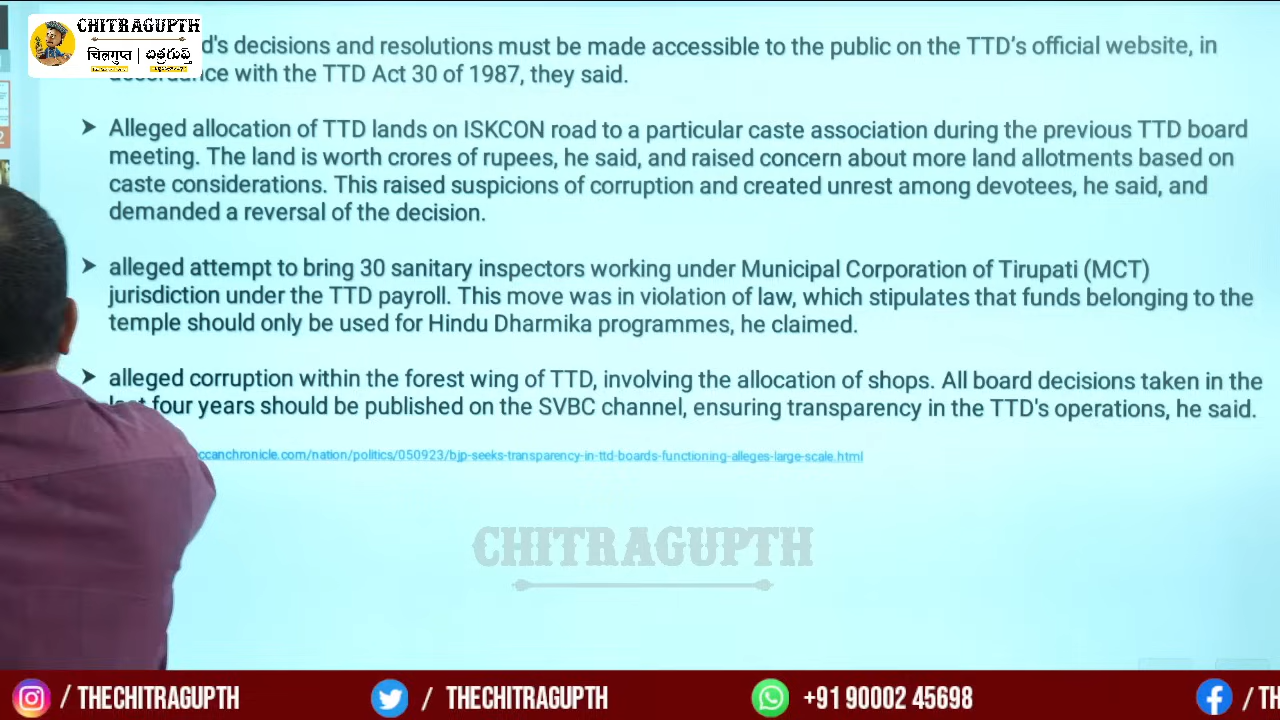 CHITRAGUPTH
चित्रगुप्त | చిత్రగుప్త
d's decisions and resolutions must be made accessible to the public on the TTD's official website, in
accordance with the TTD Act 30 of 1987, they said.
➤ Alleged allocation of TTD lands on ISKCON road to a particular caste association during the previous TTD board
meeting. The land is worth crores of rupees, he said, and raised concern about more land allotments based on
caste considerations. This raised suspicions of corruption and created unrest among devotees, he said, and
demanded a reversal of the decision.
➤ alleged attempt to bring 30 sanitary inspectors working under Municipal Corporation of Tirupati (MCT)
jurisdiction under the TTD payroll. This move was in violation of law, which stipulates that funds belonging to the
temple should only be used for Hindu Dharmika programmes, he claimed.
➤ alleged corruption within the forest wing of TTD, involving the allocation of shops. All board decisions taken in the
last four years should be published on the SVBC channel, ensuring transparency in the TTD's operations, he said.
ccanchronicle.com/nation/politics/050923/bjp-seeks-transparency-in-ttd-boards-functioning-alleges-large-scale.html
CHITRAGUPTH
/ THECHITRAGUPTH
/ THECHITRAGUPTH
+91 90002 45698
/ TH